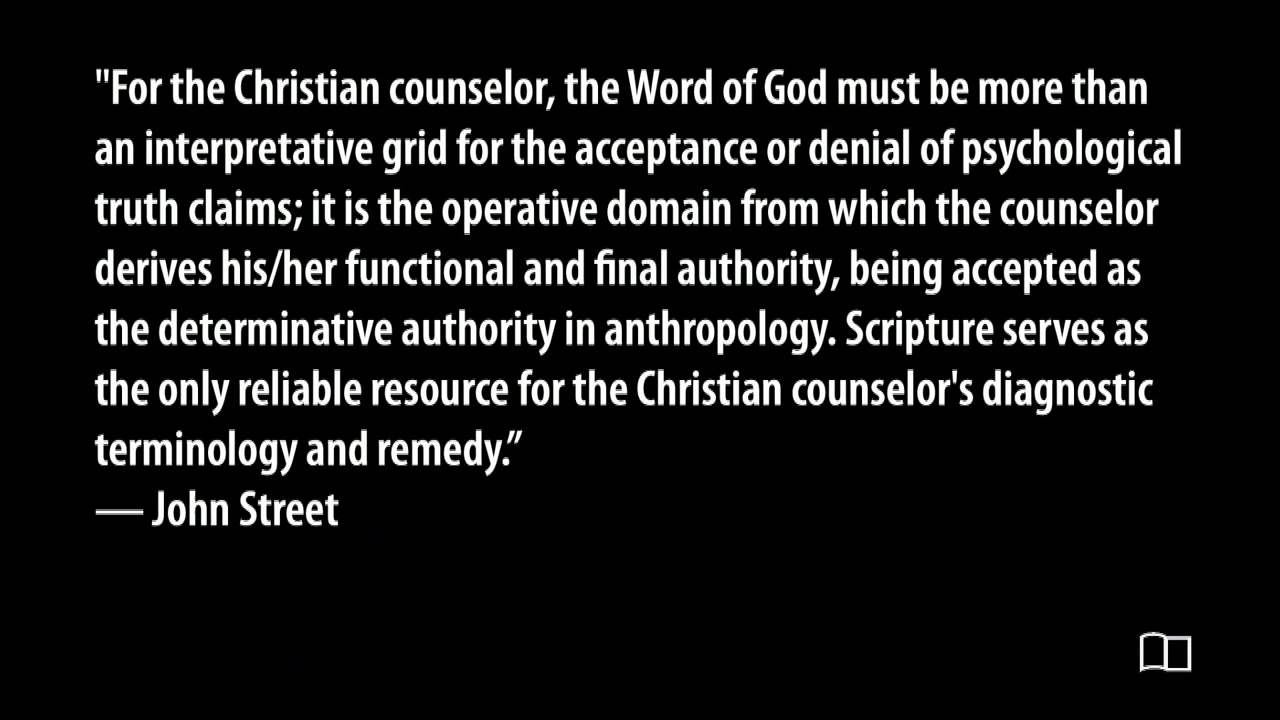 "For the Christian counselor, the Word of God must be more than
an interpretative grid for the acceptance or denial of psychological
truth claims; it is the operative domain from which the counselor
derives his/her functional and final authority, being accepted as
the determinative authority in anthropology. Scripture serves as
the only reliable resource for the Christian counselor's diagnostic
terminology and remedy.”
— John Street